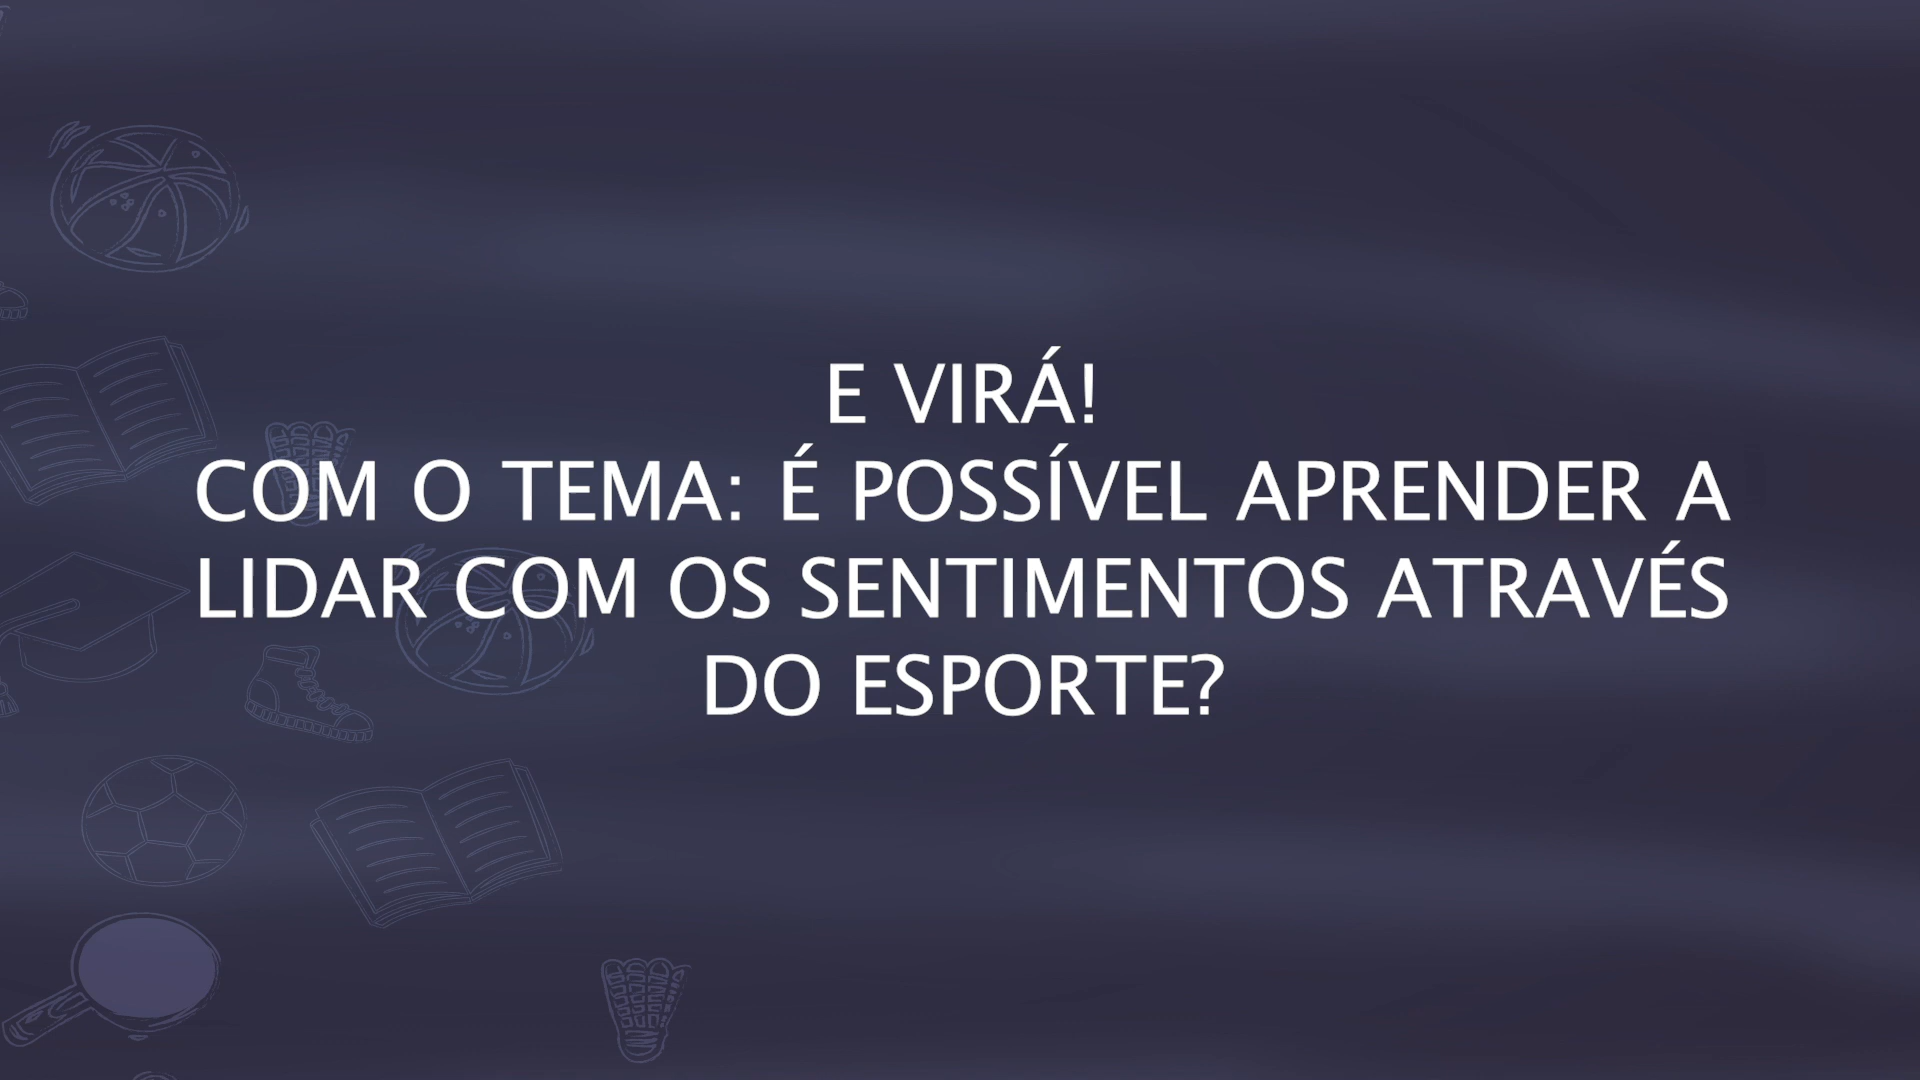 E VIRÁ!
COM O TEMA: É POSSÍVEL APRENDER A
LIDAR COM OS SENTIMENTOS ATRAVÉS
DO ESPORTE?